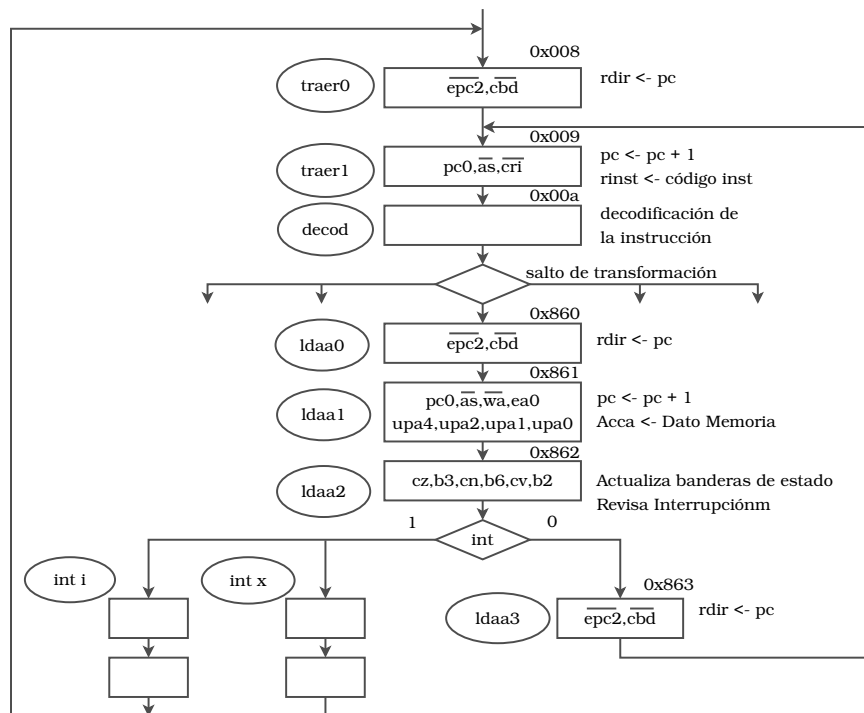 0x008
traer0
epc2,cbd
rdir <- pc
0x009
traer1
pc0,as,cri
pc <- pc + 1
rinst <- código inst
0x00a
decod
decodificación de
la instrucción
salto de transformación
0x860
ldaa0
epc2,cbd
rdir <- pc
0x861
ldaa1
pc0,as,wa,ea0
upa4,upa2,upa1,upa0
pc <- pc + 1
Acca <- Dato Memoria
0x862
ldaa2
cz,b3,cn,b6,cv,b2
Actualiza banderas de estado
Revisa Interrupciónm
1
0
int
int i
int x
0x863
ldaa3
epc2,cbd
rdir <- pc